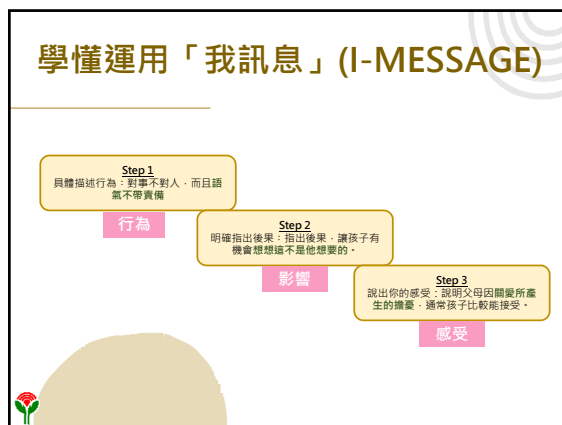 學懂運用「我訊息」(I-MESSAGE)
Step 1
具體描述行為：對事不對人，而且語
氣不帶責備
行為
Step 2
明確指出後果：指出後果，讓孩子有
機會想想這不是他想要的。
影響
Step 3
說出你的感受：說明父母因關愛所產
生的擔憂，通常孩子比較能接受。
感受